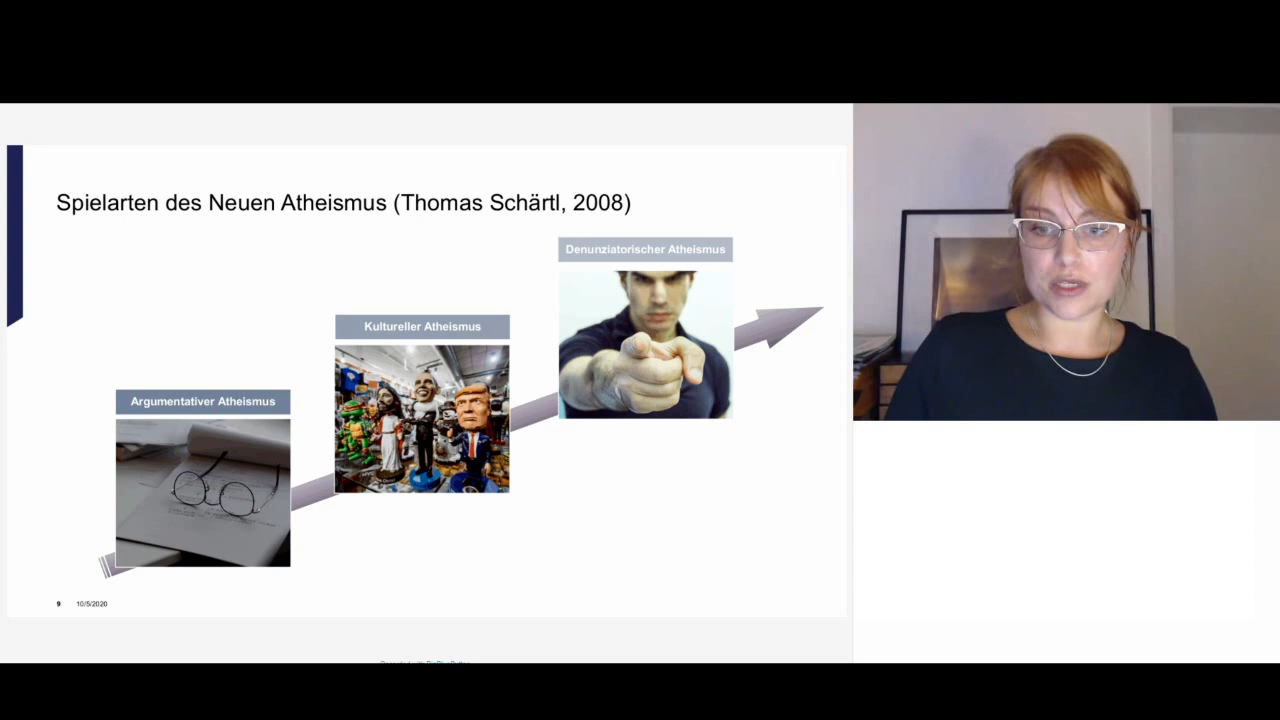 Spielarten des Neuen Atheismus (Thomas Schärtl, 2008)
Denunziatorischer Atheismus
Kultureller Atheismus
Argumentativer Atheismus
9 10/5/2020